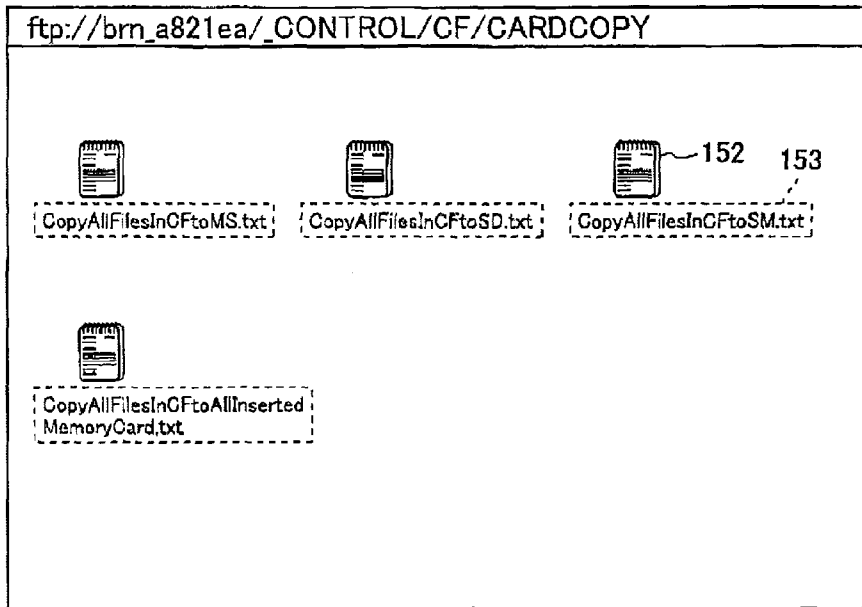 ftp://brn_a821ea/_CONTROL/CF/CARDCOPY
152
153
CopyAllFilesInCFtoMS.txt
CopyAllFilesInCFtoSD.txt
CopyAllFilesInCFtoSM.txt
CopyAllFilesInCFtoAllInserted
MemoryCard.txt